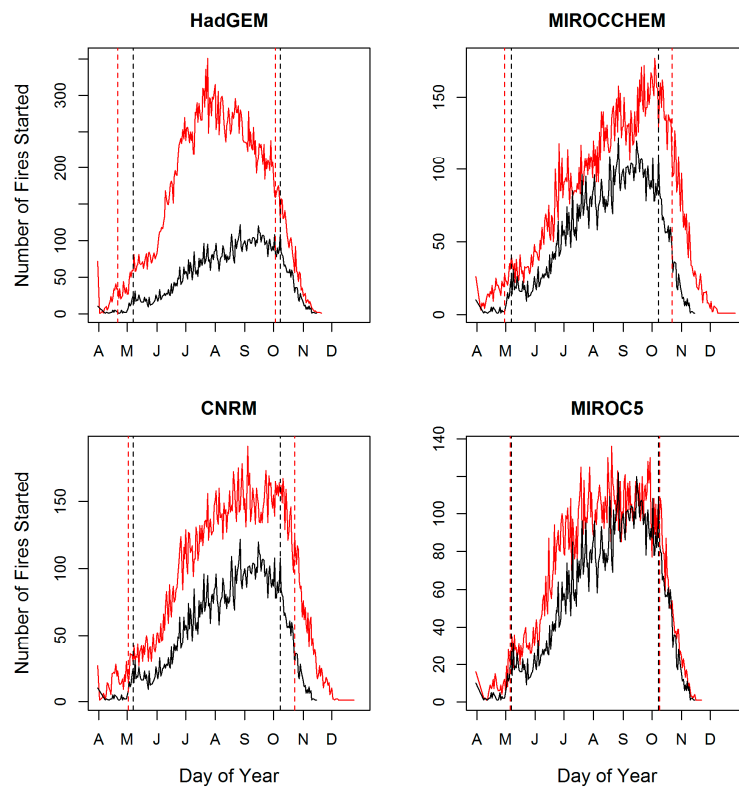 HadGEM
MIROCCHEM
Number of Fires Started
0 50 100 200 300
0 50 100 150
A M J J A S O N D
A M J J A S O N D
CNRM
MIROC5
Number of Fires Started
0 50 100 150
0 20 40 60 80 100 120 140
A M J J A S O N D
A M J J A S O N D
Day of Year
Day of Year